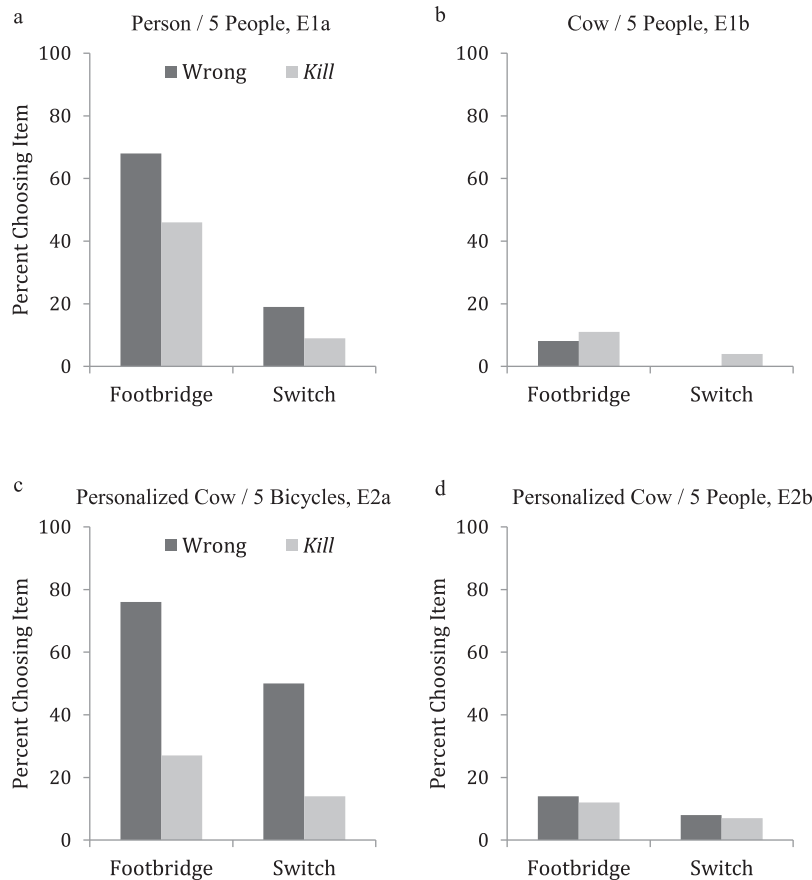 a
Person / 5 People, E1a
Percent Choosing Item
100
80
60
40
20
0
Wrong
Kill
Footbridge
Switch
b
Cow / 5 People, E1b
100
80
60
40
20
0
Footbridge
Switch
c
Personalized Cow / 5 Bicycles, E2a
Percent Choosing Item
100
80
60
40
20
0
Wrong
Kill
Footbridge
Switch
d
Personalized Cow / 5 People, E2b
Percent Choosing Item
100
80
60
40
20
0
Footbridge
Switch